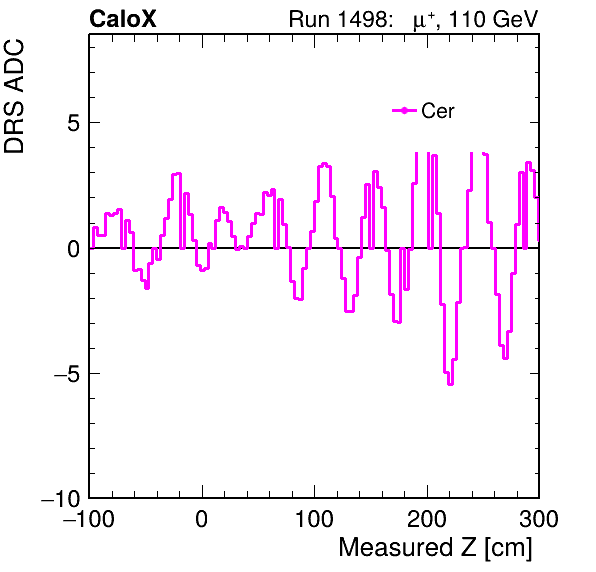 CaloX Run 1498: μ⁺, 110 GeV
DRS ADC
Cer
5
0
−5
−10
−100 0 100 200 300
Measured Z [cm]